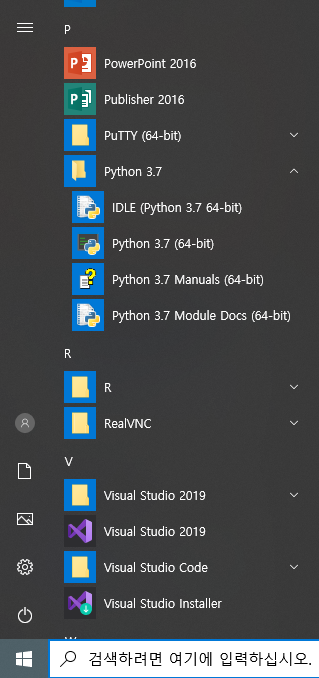 P
PowerPoint 2016
Publisher 2016
PuTTY (64-bit)
Python 3.7
IDLE (Python 3.7 64-bit)
Python 3.7 (64-bit)
Python 3.7 Manuals (64-bit)
Python 3.7 Module Docs (64-bit)
R
R
RealVNC
V
Visual Studio 2019
Visual Studio 2019
Visual Studio Code
Visual Studio Installer
검색하려면 여기에 입력하십시오.